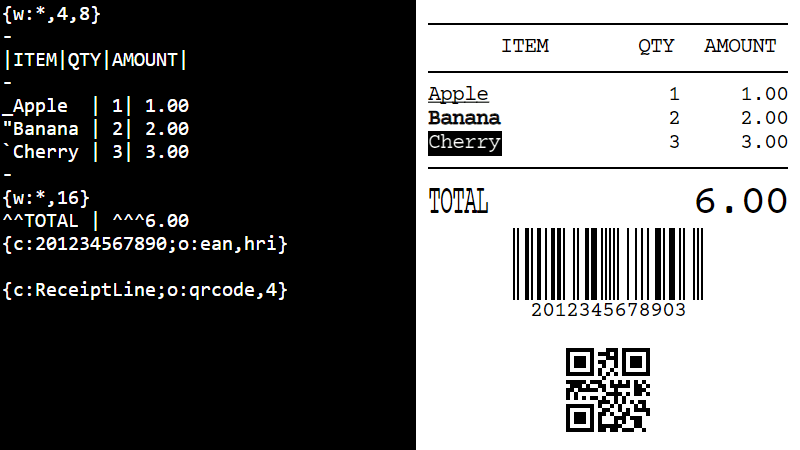 {w:*,4,8}
-
|ITEM|QTY|AMOUNT|
-
_Apple  | 1| 1.00
"Banana | 2| 2.00
`Cherry | 3| 3.00
-
{w:*,16}
^^TOTAL | ^^^6.00
{c:201234567890;o:ean,hri}

{c:ReceiptLine;o:qrcode,4}
ITEM QTY AMOUNT
Apple 1 1.00
Banana 2 2.00
Cherry 3 3.00
TOTAL 6.00
2012345678903